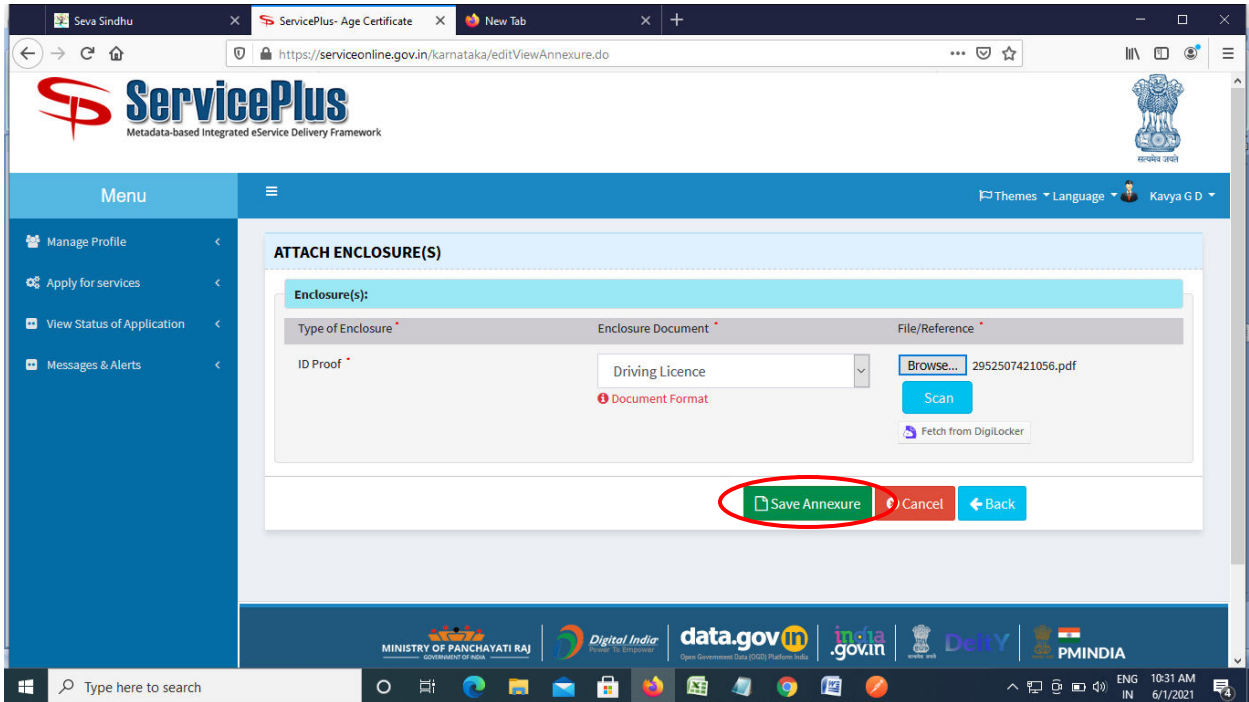 Seva Sindhu
ServicePlus- Age Certificate
New Tab
https://serviceonline.gov.in/karnataka/editViewAnnexure.do
ServicePlus
Metadata-based Integrated eService Delivery Framework
सत्यमेव जयते
Menu
Themes Language Kavya G D
Manage Profile
Apply for services
View Status of Application
Messages & Alerts
ATTACH ENCLOSURE(S)
Enclosure(s):
Type of Enclosure * Enclosure Document * File/Reference *
ID Proof * Driving Licence Browse... 2952507421056.pdf
Document Format Scan
Fetch from DigiLocker
Save Annexure Cancel Back
MINISTRY OF PANCHAYATI RAJ
GOVERNMENT OF INDIA
Digital India
Power To Empower
data.gov in
Open Government Data (OGD) Platform India
india
.gov.in
DeitY
PMINDIA
Type here to search
ENG 10:31 AM
IN 6/1/2021
4